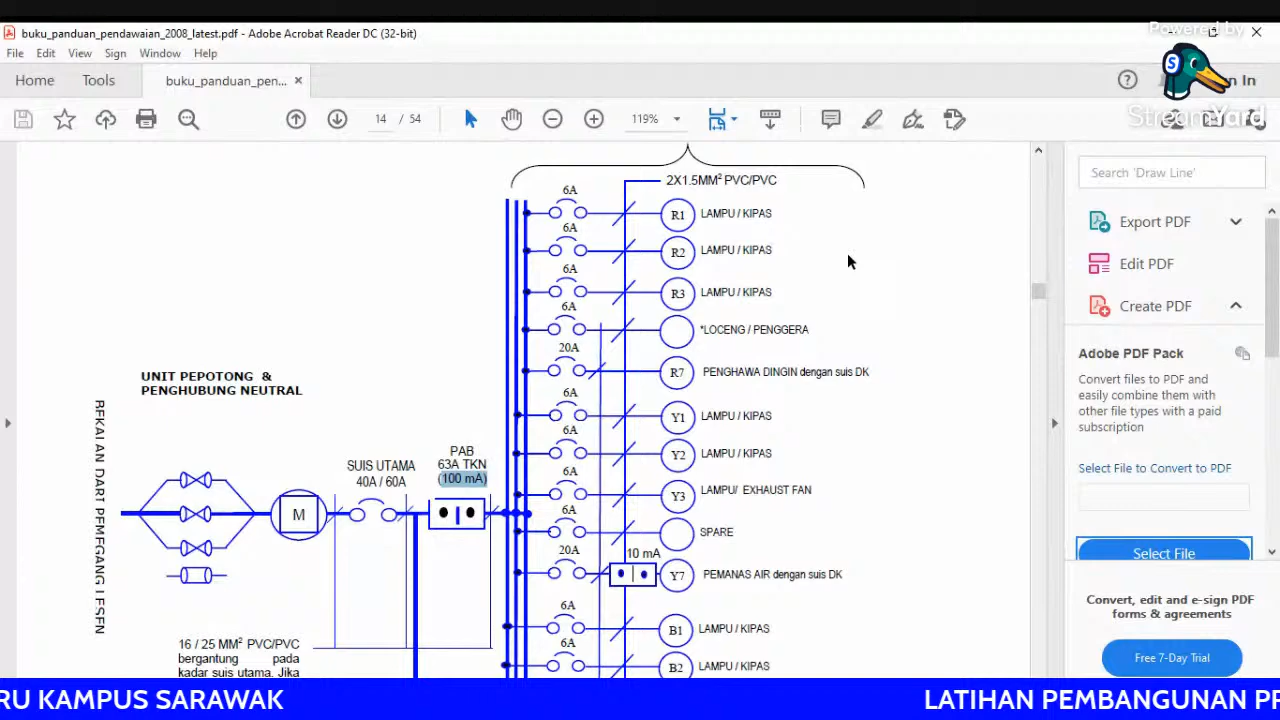 buku_panduan_pendawaian_2008_latest.pdf - Adobe Acrobat Reader DC (32-bit)
Powered by
File Edit View Sign Window Help
Home Tools buku_panduan_pen... In
StreamYard
14 / 54 119%
2X1.5MM² PVC/PVC
6A R1 LAMPU / KIPAS
6A R2 LAMPU / KIPAS
6A R3 LAMPU / KIPAS
6A *LOCENG / PENGGERA
20A R7 PENGHAWA DINGIN dengan suis DK
6A Y1 LAMPU / KIPAS
6A Y2 LAMPU / KIPAS
6A Y3 LAMPU/ EXHAUST FAN
6A SPARE
20A 10 mA Y7 PEMANAS AIR dengan suis DK
6A B1 LAMPU / KIPAS
6A B2 LAMPU / KIPAS
UNIT PEPOTONG &
PENGHUBUNG NEUTRAL
SUIS UTAMA
40A / 60A
PAB
63A TKN
(100 mA)
M
16 / 25 MM² PVC/PVC
bergantung pada
kadar suis utama. Jika
Search 'Draw Line'
Export PDF
Edit PDF
Create PDF
Adobe PDF Pack
Convert files to PDF and
easily combine them with
other file types with a paid
subscription
Select File to Convert to PDF
Select File
Convert, edit and e-sign PDF
forms & agreements
Free 7-Day Trial
RU KAMPUS SARAWAK LATIHAN PEMBANGUNAN